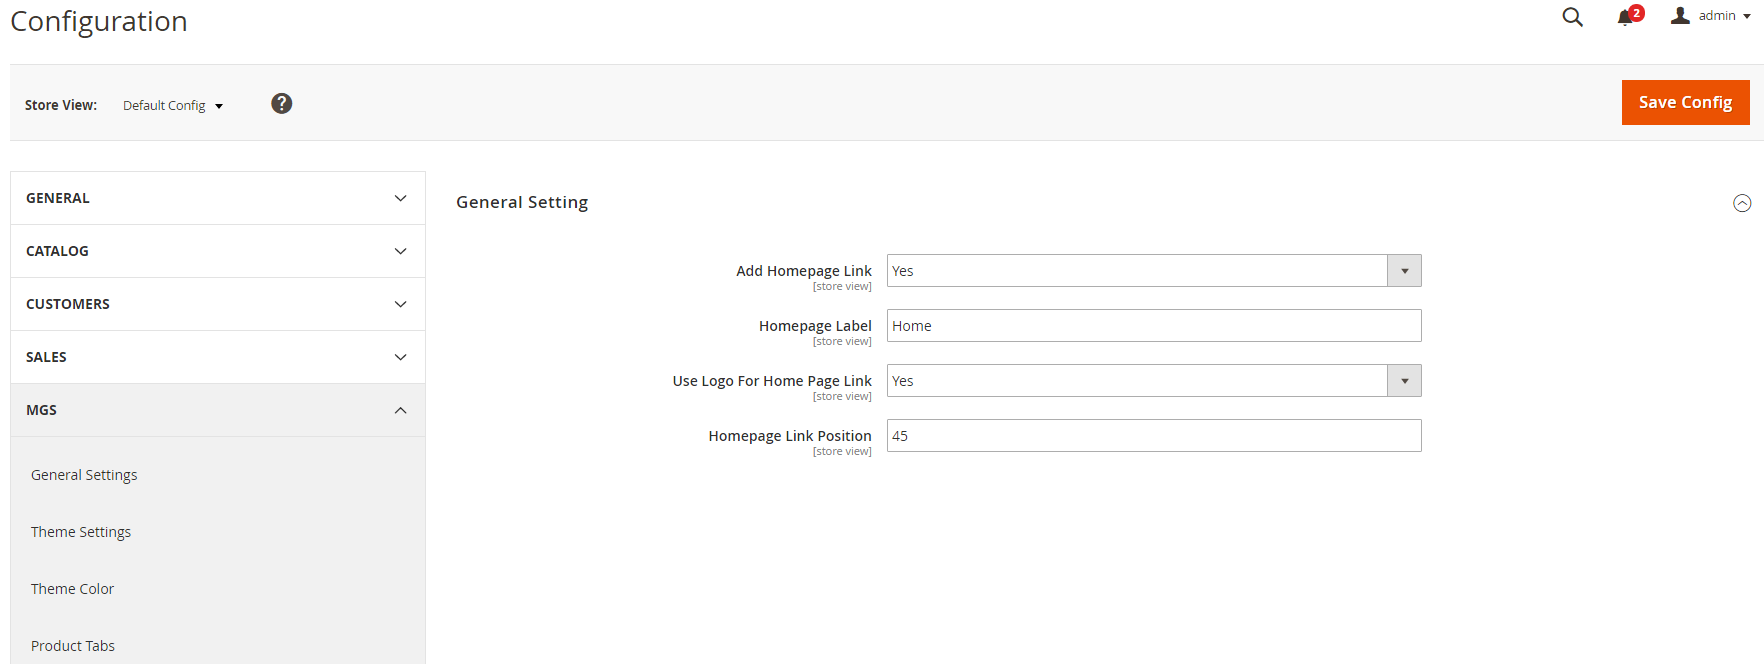 Configuration
2
admin
Store View: Default Config ?
Save Config
GENERAL
CATALOG
CUSTOMERS
SALES
MGS
General Settings
Theme Settings
Theme Color
Product Tabs
General Setting
Add Homepage Link Yes
[store view]
Homepage Label Home
[store view]
Use Logo For Home Page Link Yes
[store view]
Homepage Link Position 45
[store view]